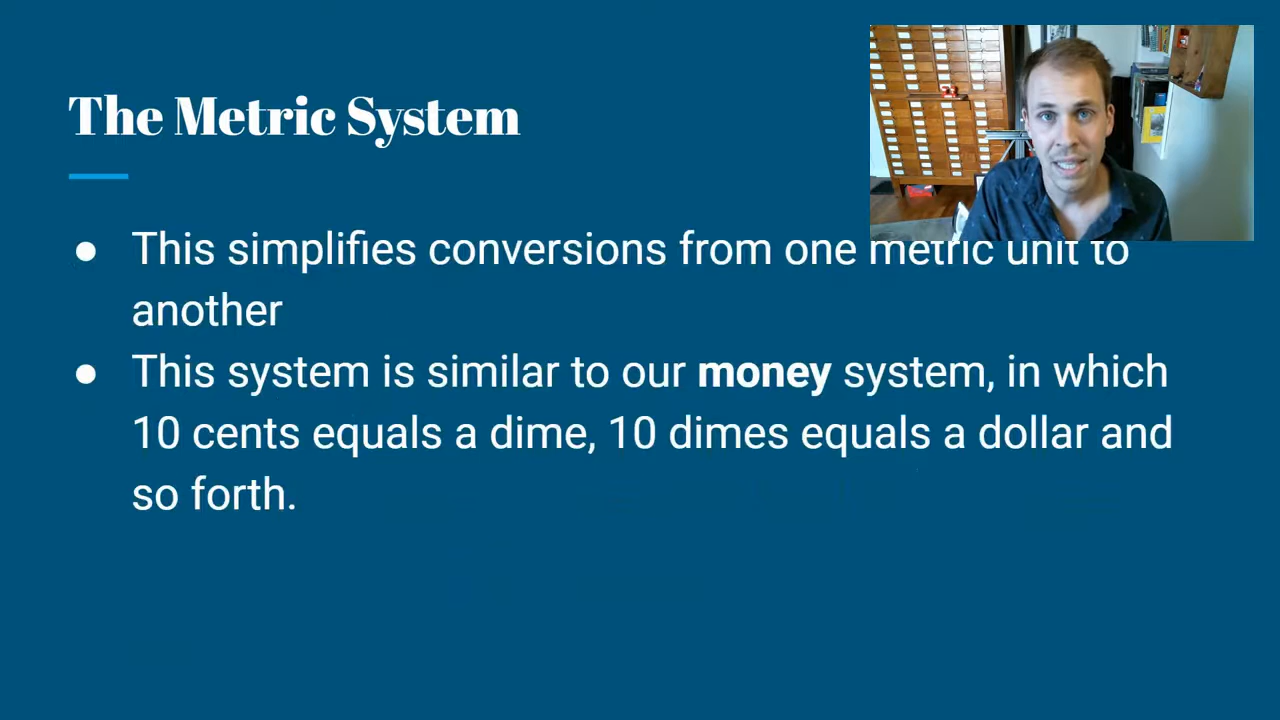 The Metric System
● This simplifies conversions from one metric unit to
another
● This system is similar to our money system, in which
10 cents equals a dime, 10 dimes equals a dollar and
so forth.